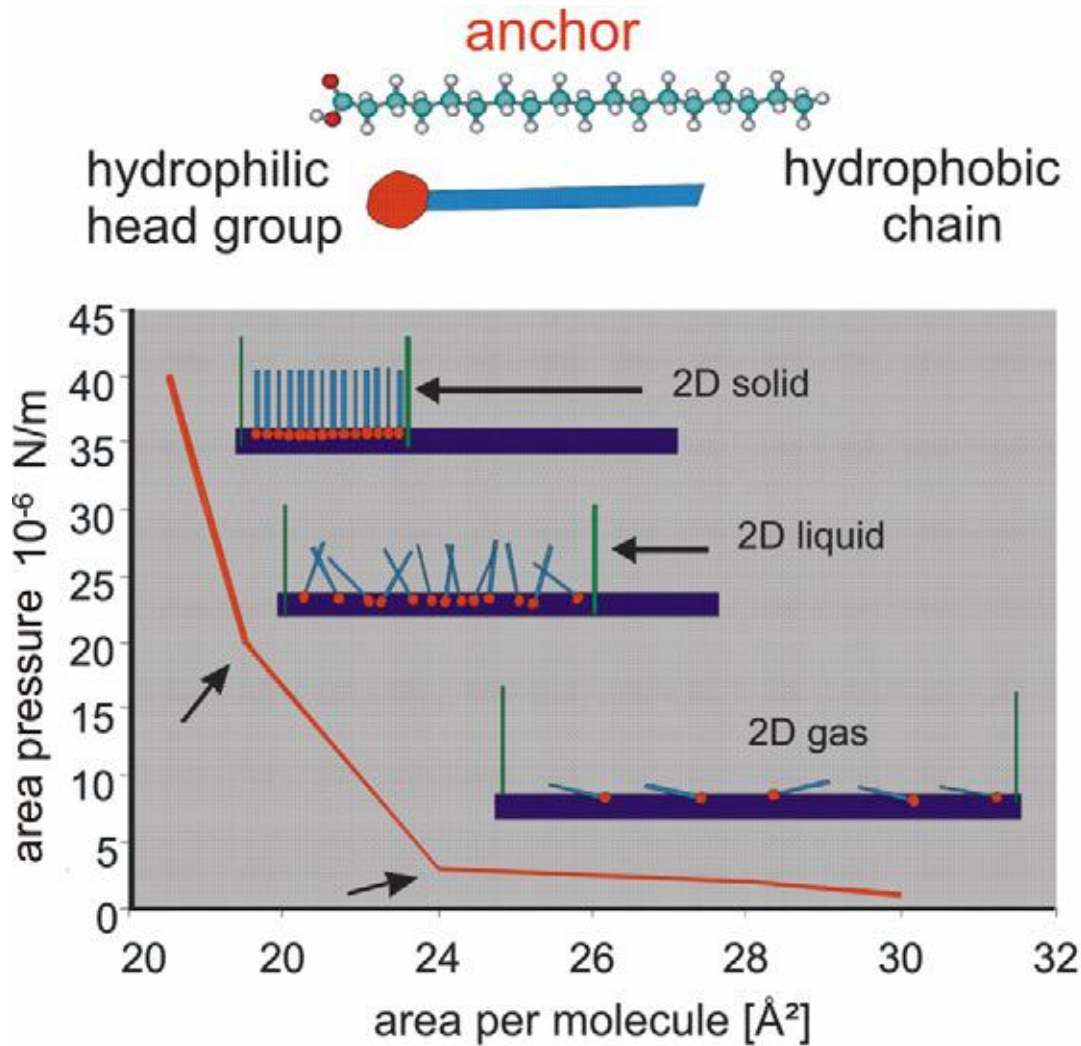 anchor
hydrophilic
head group
hydrophobic
chain
area pressure 10⁻⁶ N/m
45
40
35
30
25
20
15
10
5
0
2D solid
2D liquid
2D gas
20
20
24
26
28
30
32
area per molecule [Å²]